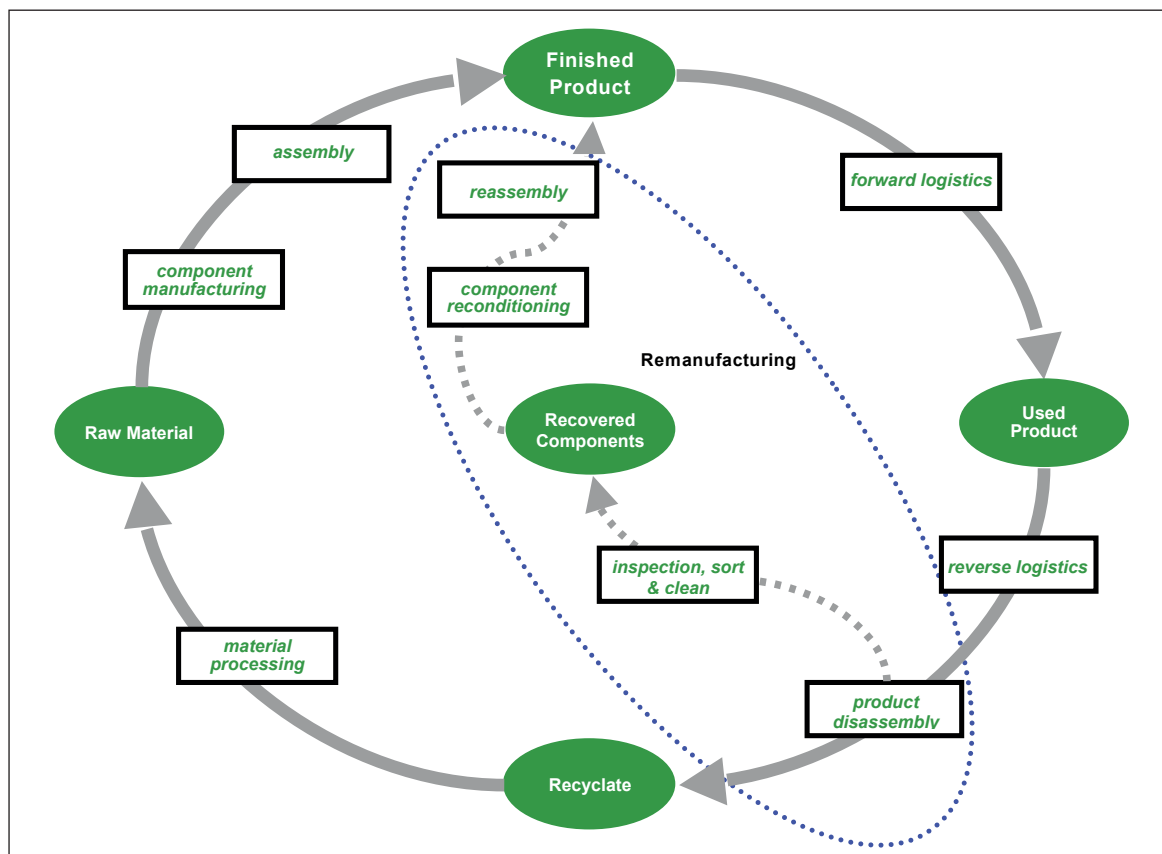 Finished
Product
assembly
forward logistics
reassembly
component
manufacturing
component
reconditioning
Remanufacturing
Raw Material
Recovered
Components
Used
Product
inspection, sort
& clean
reverse logistics
material
processing
product
disassembly
Recyclate